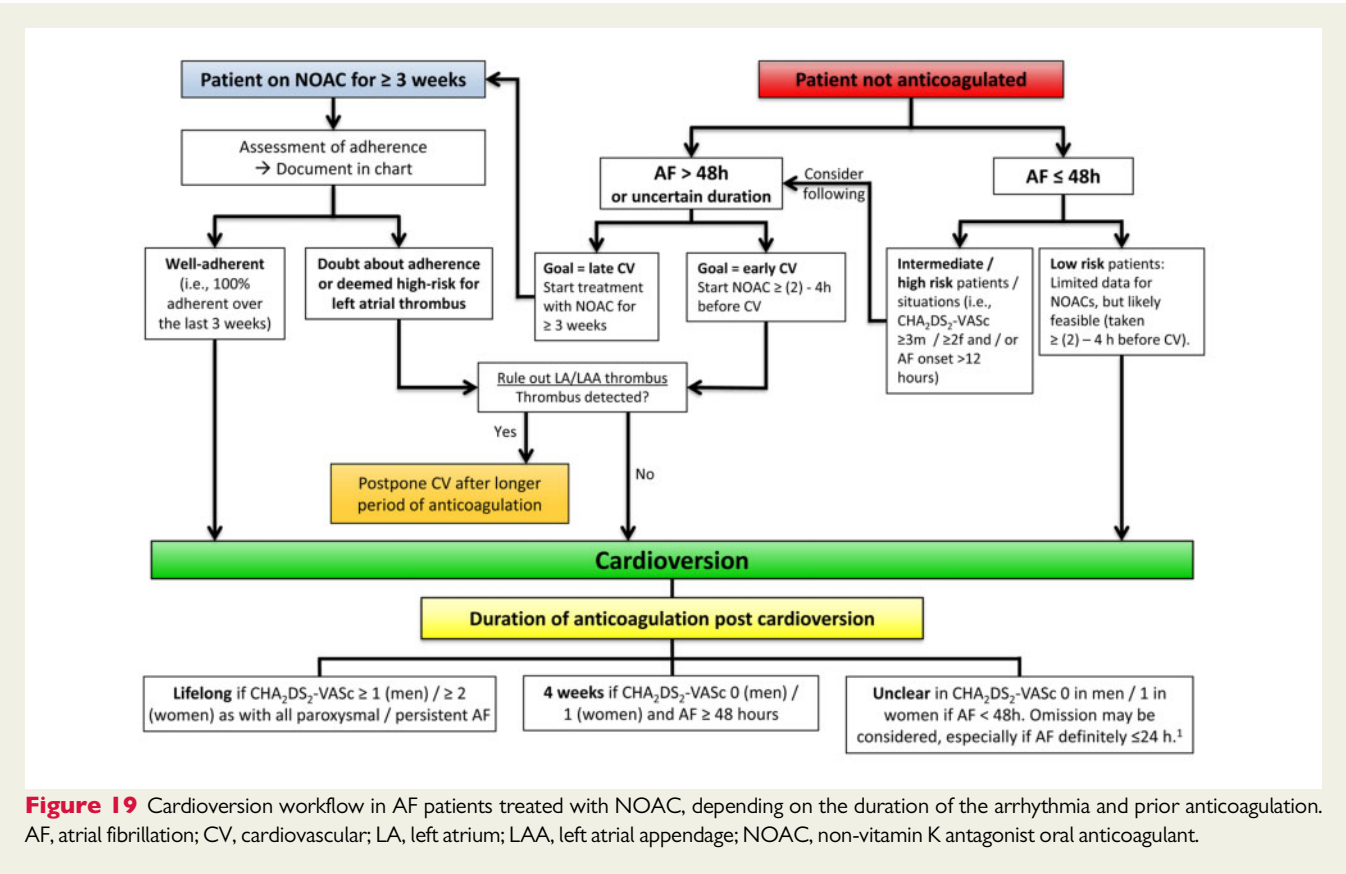 Patient on NOAC for ≥ 3 weeks
Patient not anticoagulated
Assessment of adherence
→ Document in chart
AF > 48h
or uncertain duration
Consider
following
AF ≤ 48h
Well-adherent
(i.e., 100%
adherent over
the last 3 weeks)
Doubt about adherence
or deemed high-risk for
left atrial thrombus
Goal = late CV
Start treatment
with NOAC for
≥ 3 weeks
Goal = early CV
Start NOAC ≥ (2) - 4h
before CV
Intermediate /
high risk patients /
situations (i.e.,
CHA₂DS₂-VASc
≥3m / ≥2f and / or
AF onset >12
hours)
Low risk patients:
Limited data for
NOACs, but likely
feasible (taken
≥ (2) – 4 h before CV).
Rule out LA/LAA thrombus
Thrombus detected?
Yes
No
Postpone CV after longer
period of anticoagulation
Cardioversion
Duration of anticoagulation post cardioversion
Lifelong if CHA₂DS₂-VASc ≥ 1 (men) / ≥ 2
(women) as with all paroxysmal / persistent AF
4 weeks if CHA₂DS₂-VASc 0 (men) /
1 (women) and AF ≥ 48 hours
Unclear in CHA₂DS₂-VASc 0 in men / 1 in
women if AF < 48h. Omission may be
considered, especially if AF definitely ≤24 h.¹
Figure 19 Cardioversion workflow in AF patients treated with NOAC, depending on the duration of the arrhythmia and prior anticoagulation.
AF, atrial fibrillation; CV, cardiovascular; LA, left atrium; LAA, left atrial appendage; NOAC, non-vitamin K antagonist oral anticoagulant.